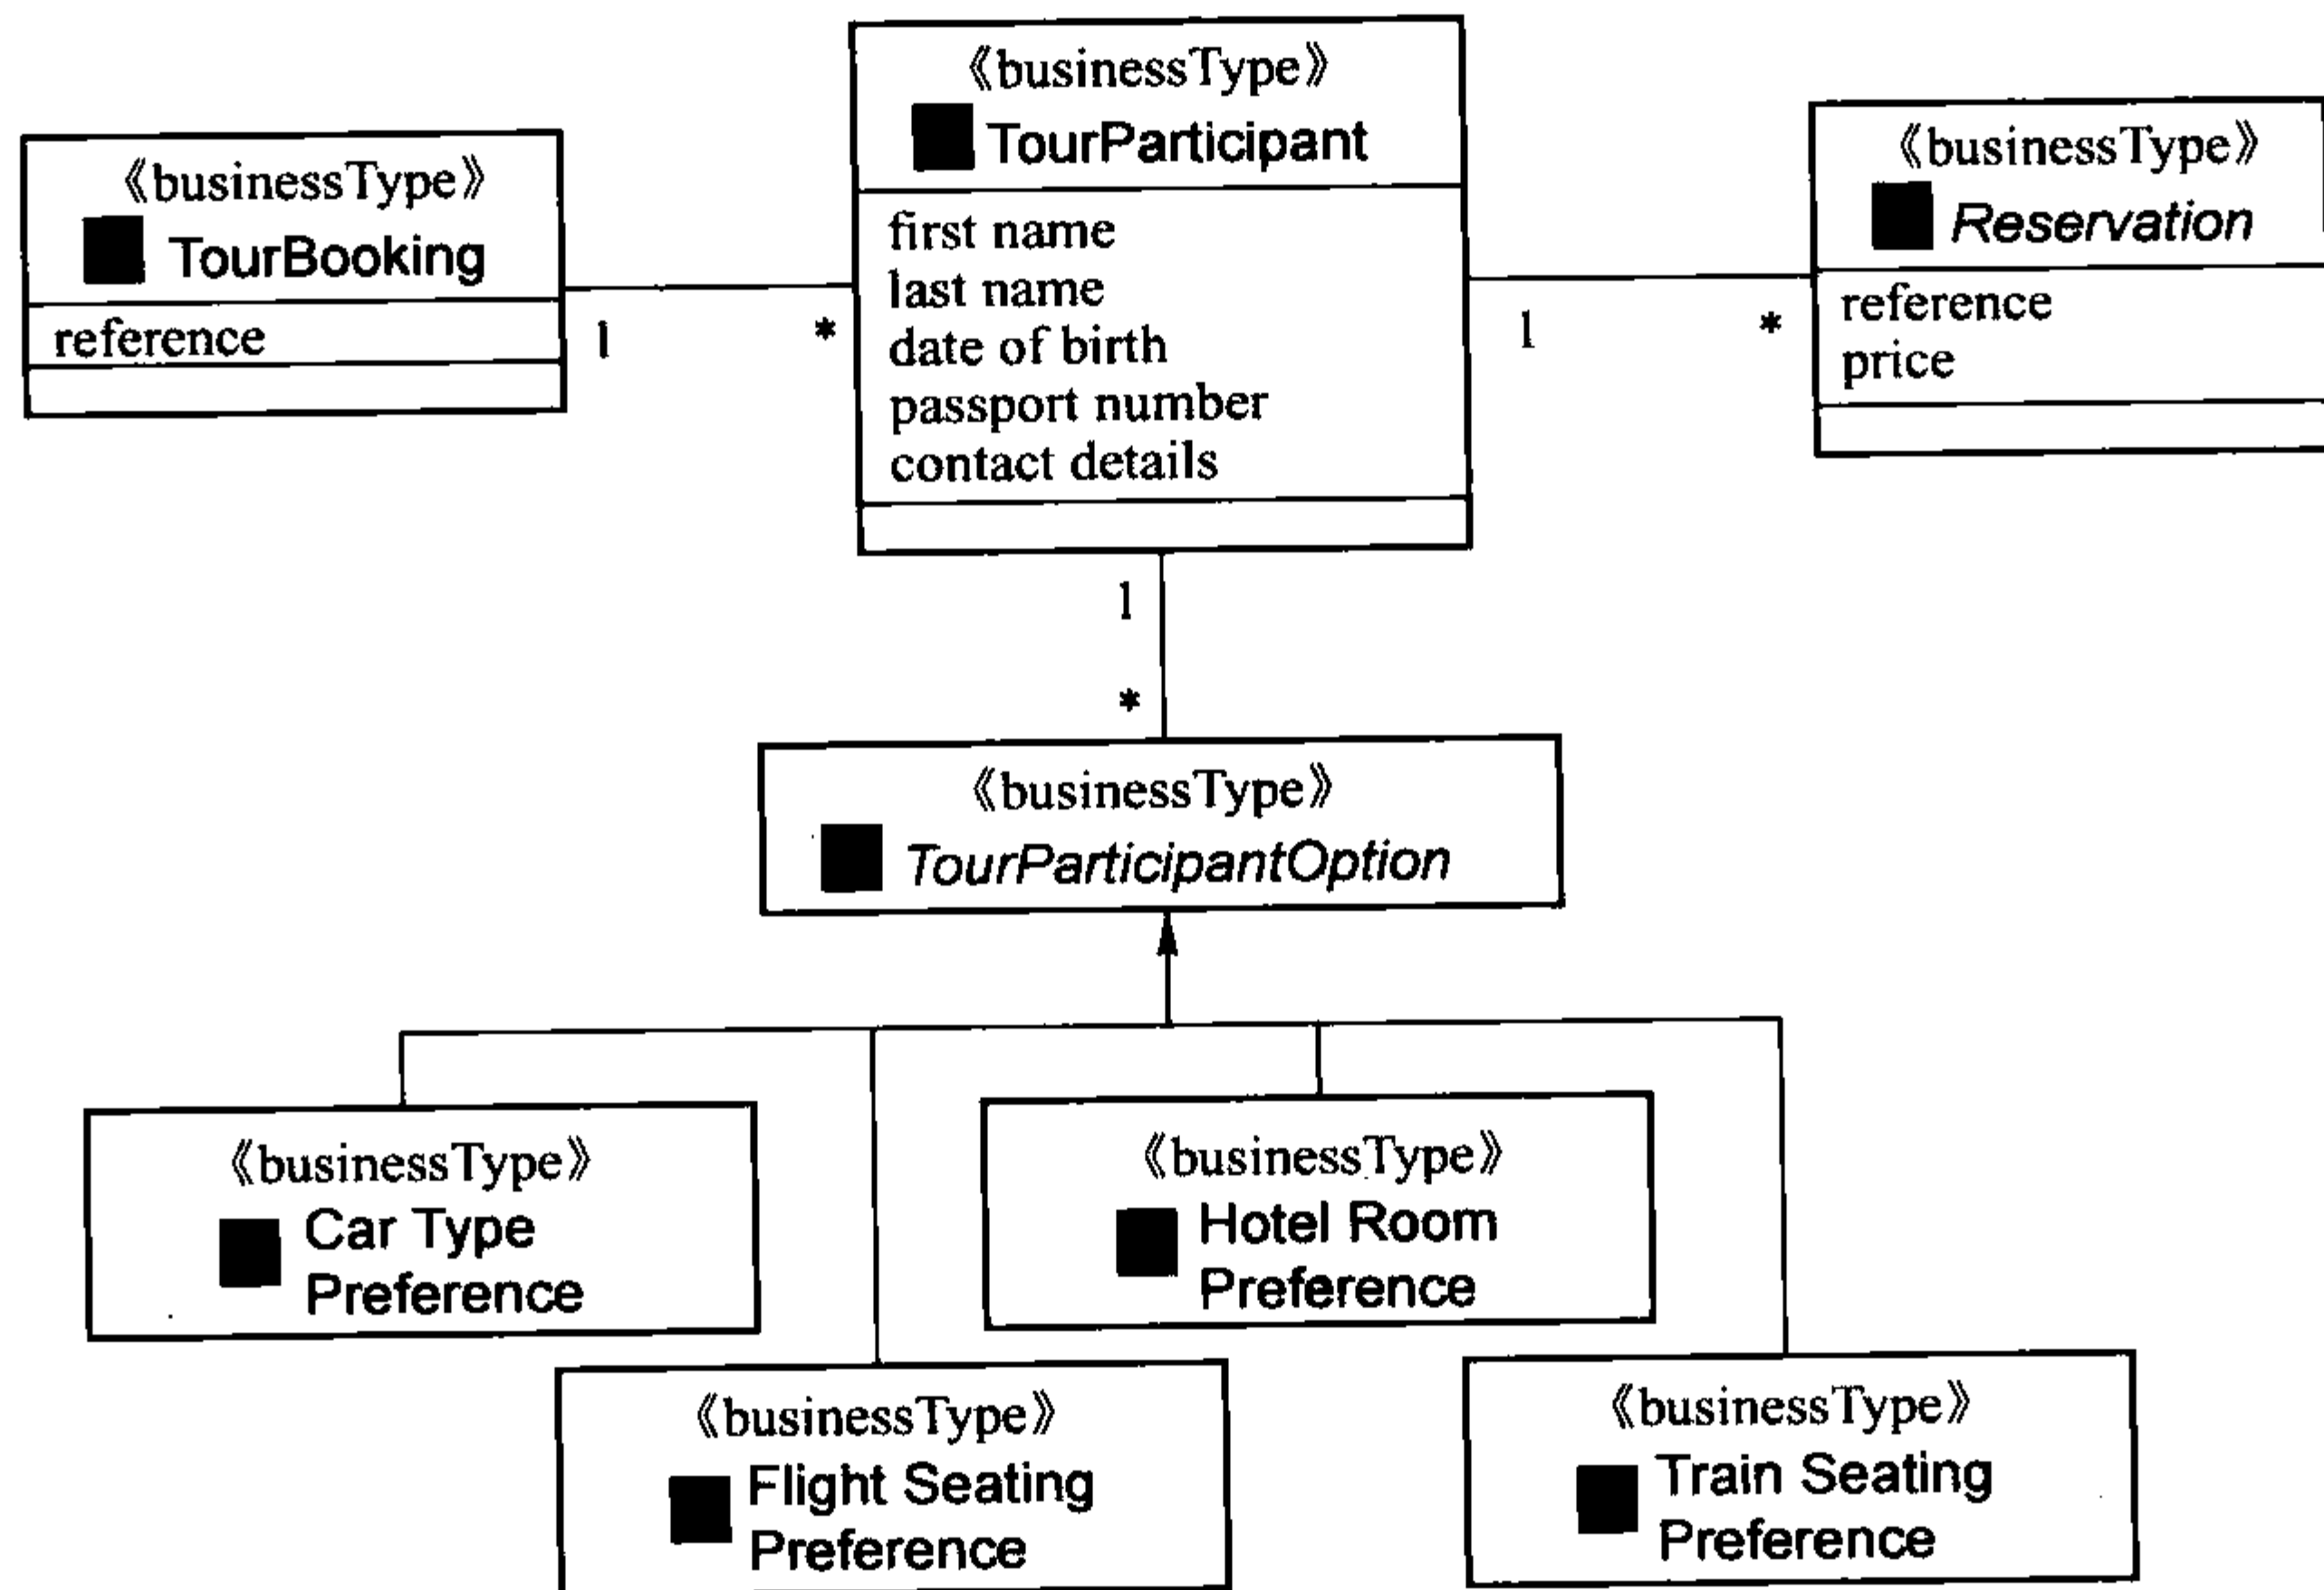 《businessType》
TourBooking
reference
1
*
《businessType》
TourParticipant
first name
last name
date of birth
passport number
contact details
1
*
《businessType》
Reservation
reference
price
1
*
《businessType》
TourParticipantOption
《businessType》
Car Type
Preference
《businessType》
Hotel Room
Preference
《businessType》
Flight Seating
Preference
《businessType》
Train Seating
Preference